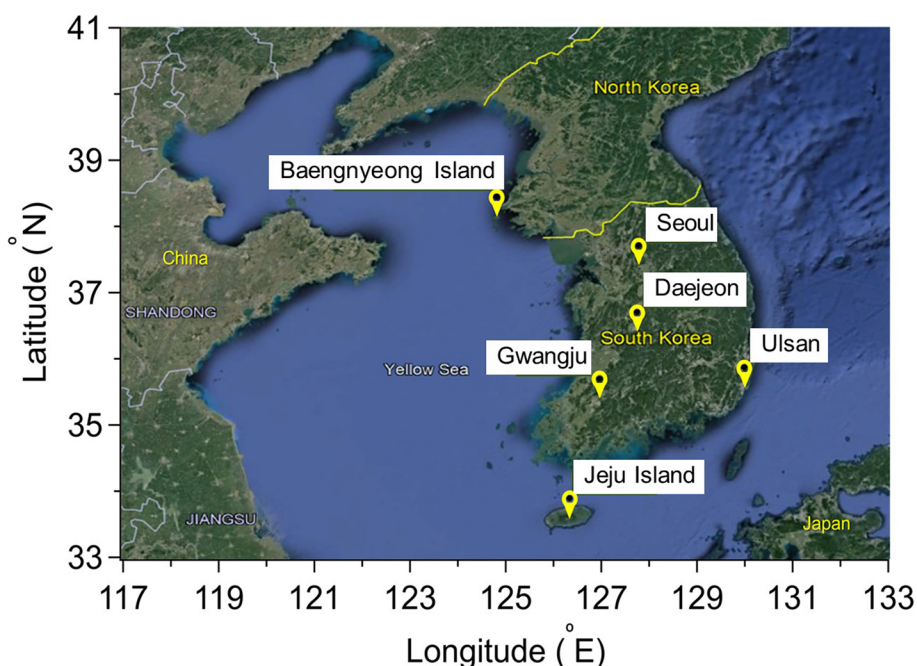 41
North Korea
39
Baengnyeong Island
Seoul
China
37
Daejeon
SHANDONG
South Korea
Ulsan
Gwangju
Yellow Sea
35
Jeju Island
JIANGSU
Japan
33
117 119 121 123 125 127 129 131 133
Latitude (°N)
Longitude (°E)